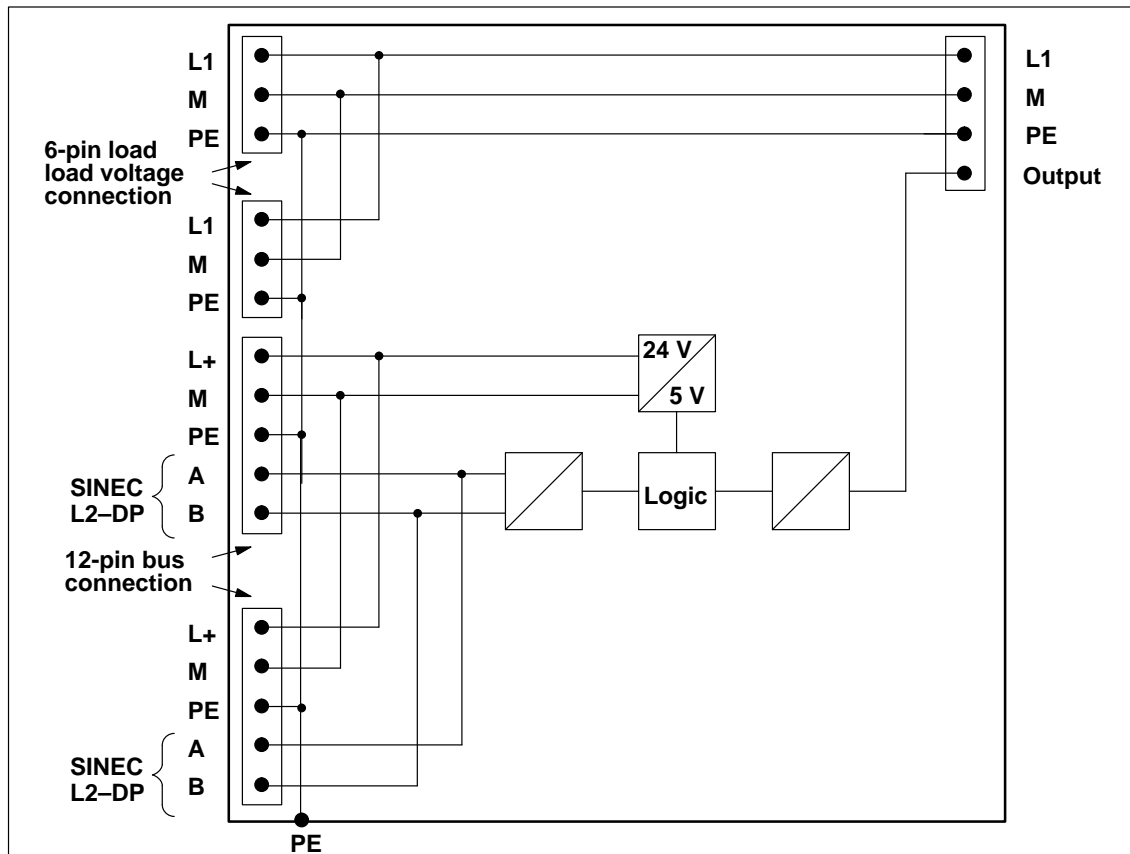 L1
M
PE
6-pin load
load voltage
connection
L1
M
PE
L+
M
PE
A
B
SINEC
L2–DP
12-pin bus
connection
L+
M
PE
A
B
SINEC
L2–DP
PE
24 V
5 V
Logic
L1
M
PE
Output